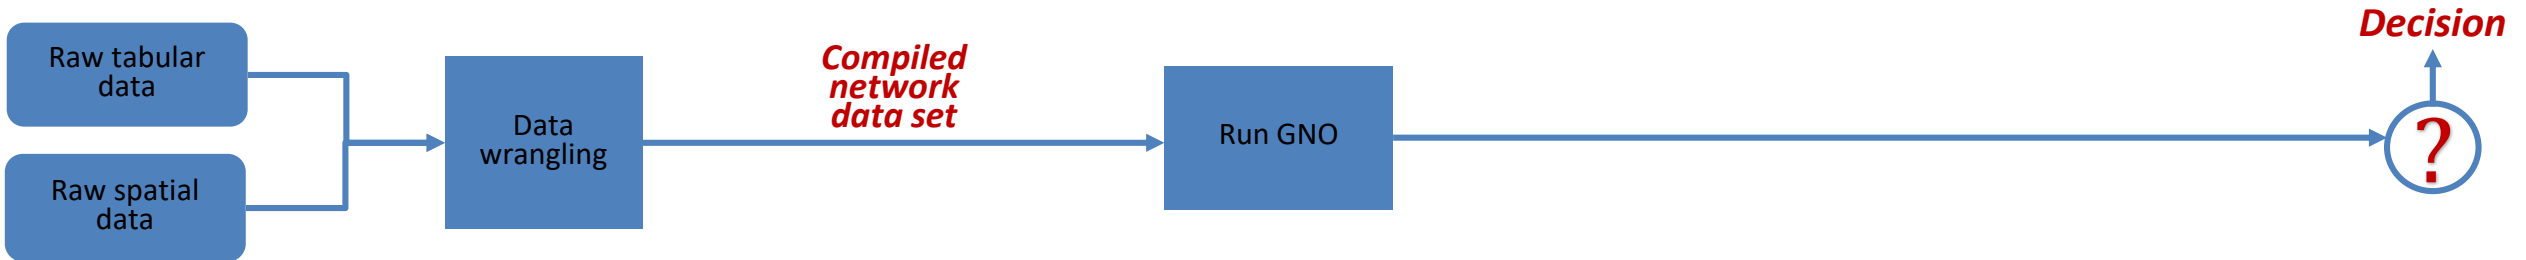 Raw tabular
data
Raw spatial
data
Data
wrangling
Compiled
network
data set
Run GNO
Decision
?